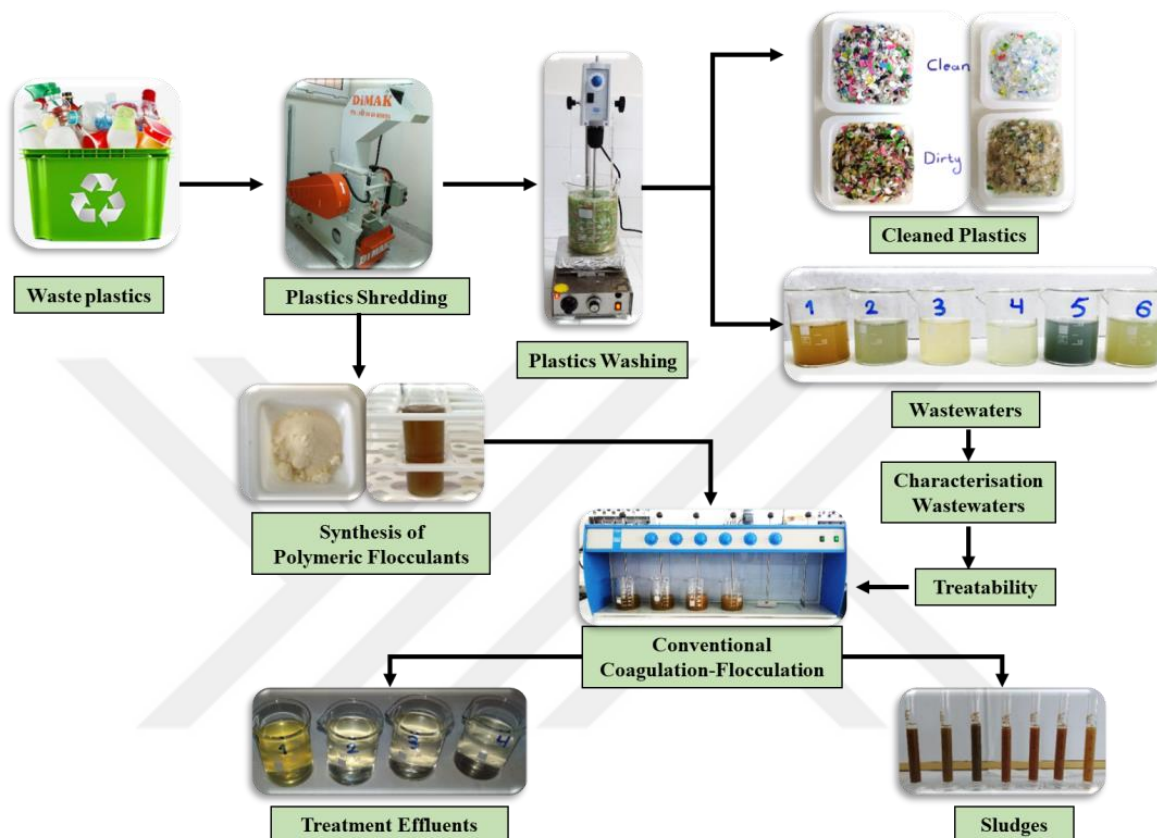 DiMAK
Clean
Dirty
Cleaned Plastics
Waste plastics
Plastics Shredding
Plastics Washing
1
2
3
4
5
6
Wastewaters
Characterisation
Wastewaters
Synthesis of
Polymeric Flocculants
Treatability
Conventional
Coagulation-Flocculation
1
2
3
4
Treatment Effluents
Sludges